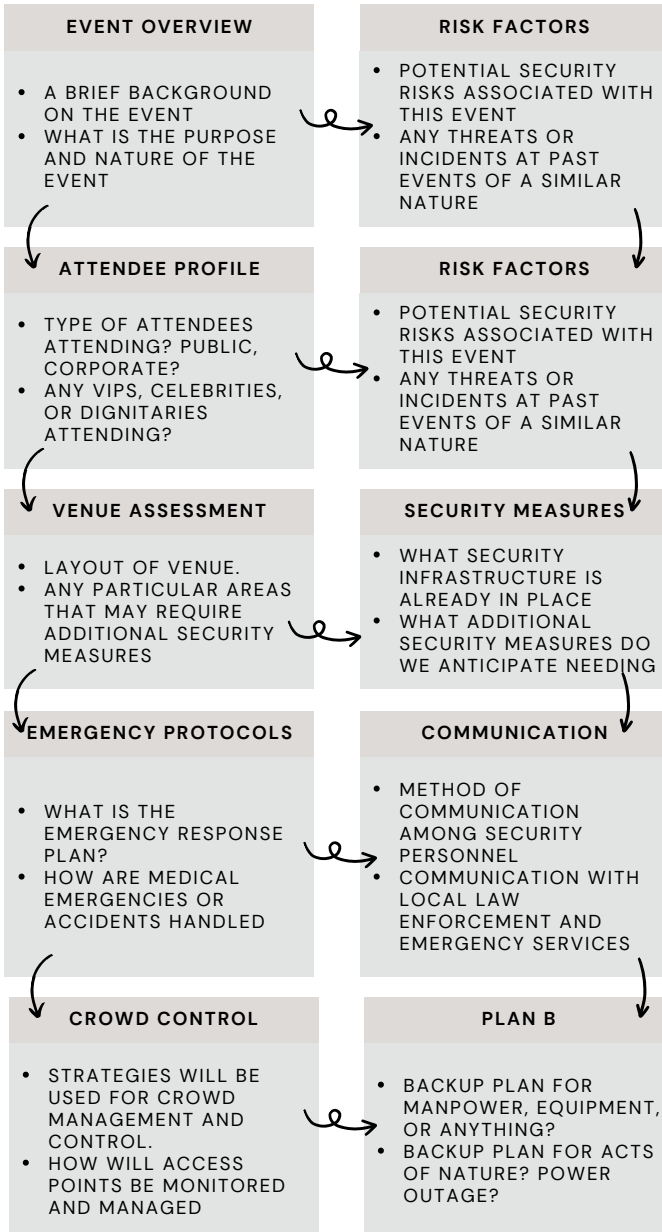 EVENT OVERVIEW
• A BRIEF BACKGROUND
ON THE EVENT
• WHAT IS THE PURPOSE
AND NATURE OF THE
EVENT
RISK FACTORS
• POTENTIAL SECURITY
RISKS ASSOCIATED WITH
THIS EVENT
• ANY THREATS OR
INCIDENTS AT PAST
EVENTS OF A SIMILAR
NATURE
ATTENDEE PROFILE
• TYPE OF ATTENDEES
ATTENDING? PUBLIC,
CORPORATE?
• ANY VIPS, CELEBRITIES,
OR DIGNITARIES
ATTENDING?
RISK FACTORS
• POTENTIAL SECURITY
RISKS ASSOCIATED WITH
THIS EVENT
• ANY THREATS OR
INCIDENTS AT PAST
EVENTS OF A SIMILAR
NATURE
VENUE ASSESSMENT
• LAYOUT OF VENUE.
• ANY PARTICULAR AREAS
THAT MAY REQUIRE
ADDITIONAL SECURITY
MEASURES
SECURITY MEASURES
• WHAT SECURITY
INFRASTRUCTURE IS
ALREADY IN PLACE
• WHAT ADDITIONAL
SECURITY MEASURES DO
WE ANTICIPATE NEEDING
EMERGENCY PROTOCOLS
• WHAT IS THE
EMERGENCY RESPONSE
PLAN?
• HOW ARE MEDICAL
EMERGENCIES OR
ACCIDENTS HANDLED
COMMUNICATION
• METHOD OF
COMMUNICATION
AMONG SECURITY
PERSONNEL
• COMMUNICATION WITH
LOCAL LAW
ENFORCEMENT AND
EMERGENCY SERVICES
CROWD CONTROL
• STRATEGIES WILL BE
USED FOR CROWD
MANAGEMENT AND
CONTROL.
• HOW WILL ACCESS
POINTS BE MONITORED
AND MANAGED
PLAN B
• BACKUP PLAN FOR
MANPOWER, EQUIPMENT,
OR ANYTHING?
• BACKUP PLAN FOR ACTS
OF NATURE? POWER
OUTAGE?